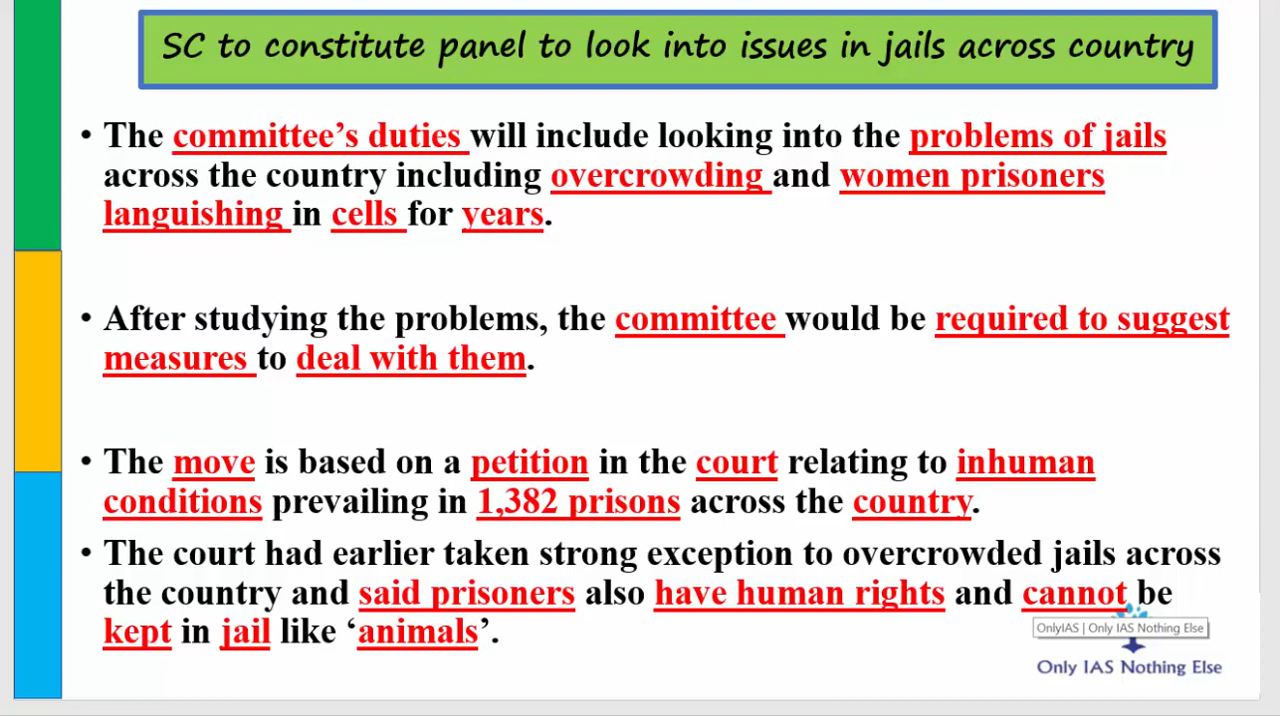 SC to constitute panel to look into issues in jails across country
• The committee's duties will include looking into the problems of jails
across the country including overcrowding and women prisoners
languishing in cells for years.
• After studying the problems, the committee would be required to suggest
measures to deal with them.
• The move is based on a petition in the court relating to inhuman
conditions prevailing in 1,382 prisons across the country.
• The court had earlier taken strong exception to overcrowded jails across
the country and said prisoners also have human rights and cannot be
kept in jail like ‘animals’.
OnlyIAS | Only IAS Nothing Else
Only IAS Nothing Else